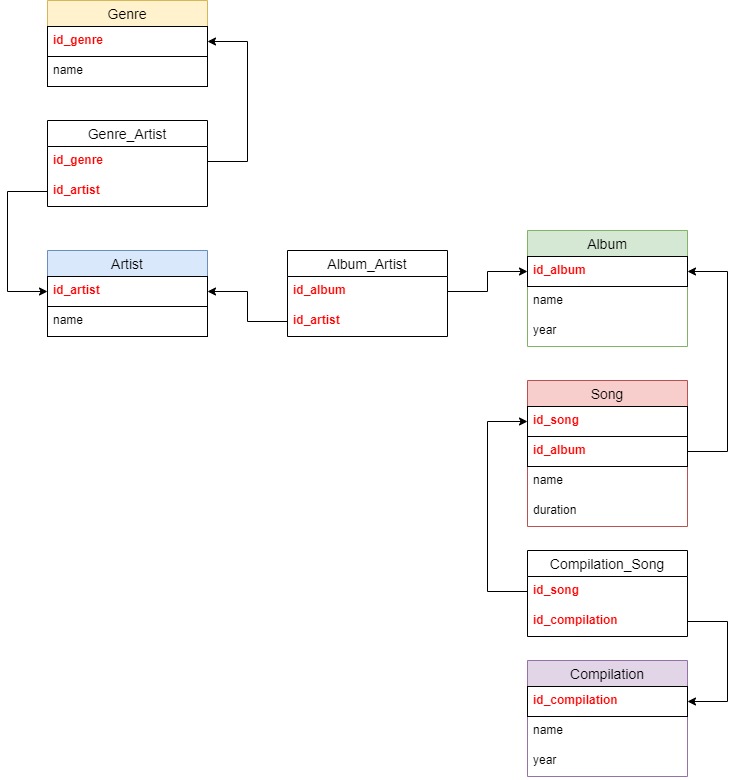 Genre
id_genre
name
Genre_Artist
id_genre
id_artist
Artist
id_artist
name
Album_Artist
id_album
id_artist
Album
id_album
name
year
Song
id_song
id_album
name
duration
Compilation_Song
id_song
id_compilation
Compilation
id_compilation
name
year